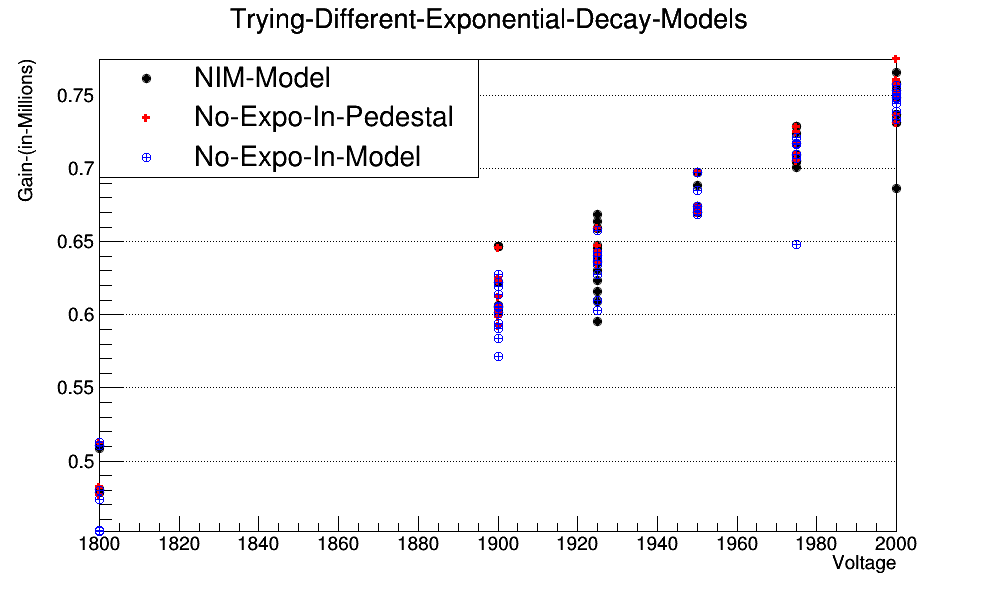 Trying-Different-Exponential-Decay-Models
Gain-(in-Millions)
NIM-Model
No-Expo-In-Pedestal
No-Expo-In-Model
0.75
0.7
0.65
0.6
0.55
0.5
1800 1820 1840 1860 1880 1900 1920 1940 1960 1980 2000
Voltage